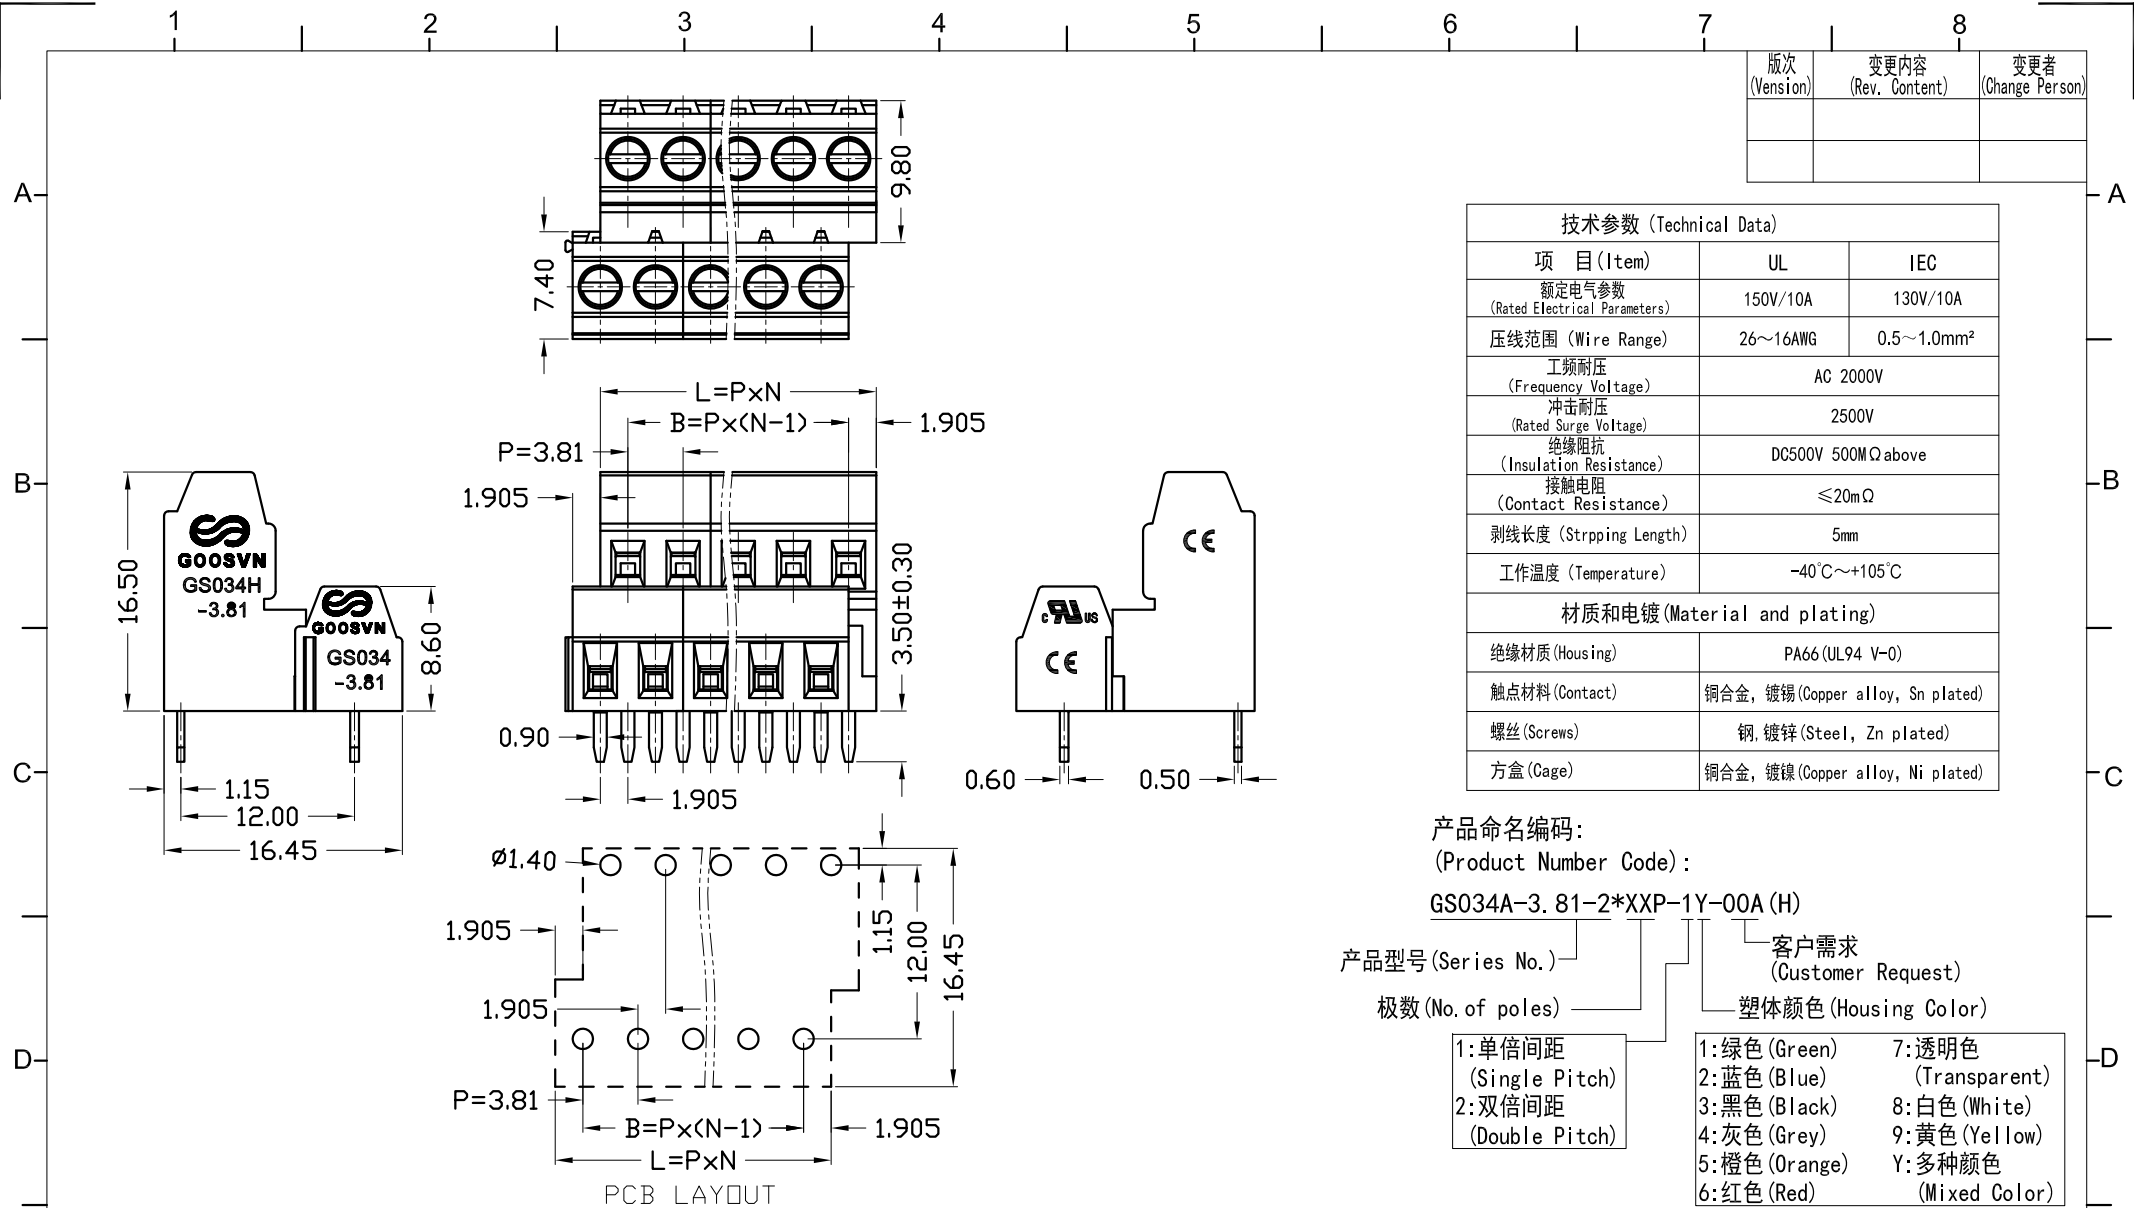 1 2 3 4 5 6 7 8
版次 变更内容 变更者
(Vension) (Rev. Content) (Change Person)
A
A
B
B
C
C
D
D
9.80
7.40
L=PxN
B=Px(N-1)
1.905
P=3.81
1.905
3.50±0.30
0.90
1.905
16.50
GOOSVN
GS034H
-3.81
GOOSVN
GS034
-3.81
8.60
1.15
12.00
16.45
CE
c RU US
CE
0.60
0.50
ø1.40
1.905
1.905
1.15
12.00
16.45
P=3.81
B=Px(N-1)
1.905
L=PxN
PCB LAYOUT
技术参数 (Technical Data)
项 目(Item) UL IEC
额定电气参数
(Rated Electrical Parameters) 150V/10A 130V/10A
压线范围 (Wire Range) 26～16AWG 0.5～1.0mm²
工频耐压
(Frequency Voltage) AC 2000V
冲击耐压
(Rated Surge Voltage) 2500V
绝缘阻抗
(Insulation Resistance) DC500V 500MΩabove
接触电阻
(Contact Resistance) ≤20mΩ
剥线长度 (Strpping Length) 5mm
工作温度 (Temperature) -40℃～+105℃
材质和电镀(Material and plating)
绝缘材质(Housing) PA66(UL94 V-0)
触点材料(Contact) 铜合金, 镀锡(Copper alloy, Sn plated)
螺丝(Screws) 钢,镀锌(Steel, Zn plated)
方盒(Cage) 铜合金, 镀镍(Copper alloy, Ni plated)
产品命名编码:
(Product Number Code):
GS034A-3.81-2*XXP-1Y-00A(H)
产品型号(Series No.)
客户需求
(Customer Request)
极数(No.of poles)
塑体颜色(Housing Color)
1:单倍间距
(Single Pitch)
2:双倍间距
(Double Pitch)
1:绿色(Green)
2:蓝色(Blue)
3:黑色(Black)
4:灰色(Grey)
5:橙色(Orange)
6:红色(Red)
7:透明色
(Transparent)
8:白色(White)
9:黄色(Yellow)
Y:多种颜色
(Mixed Color)